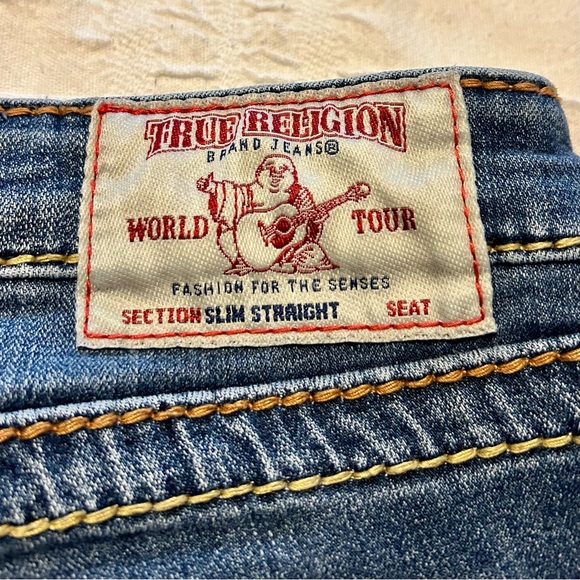 TRUE RELIGION
BRAND JEANS®
WORLD TOUR
FASHION FOR THE SENSES
SECTION SLIM STRAIGHT SEAT